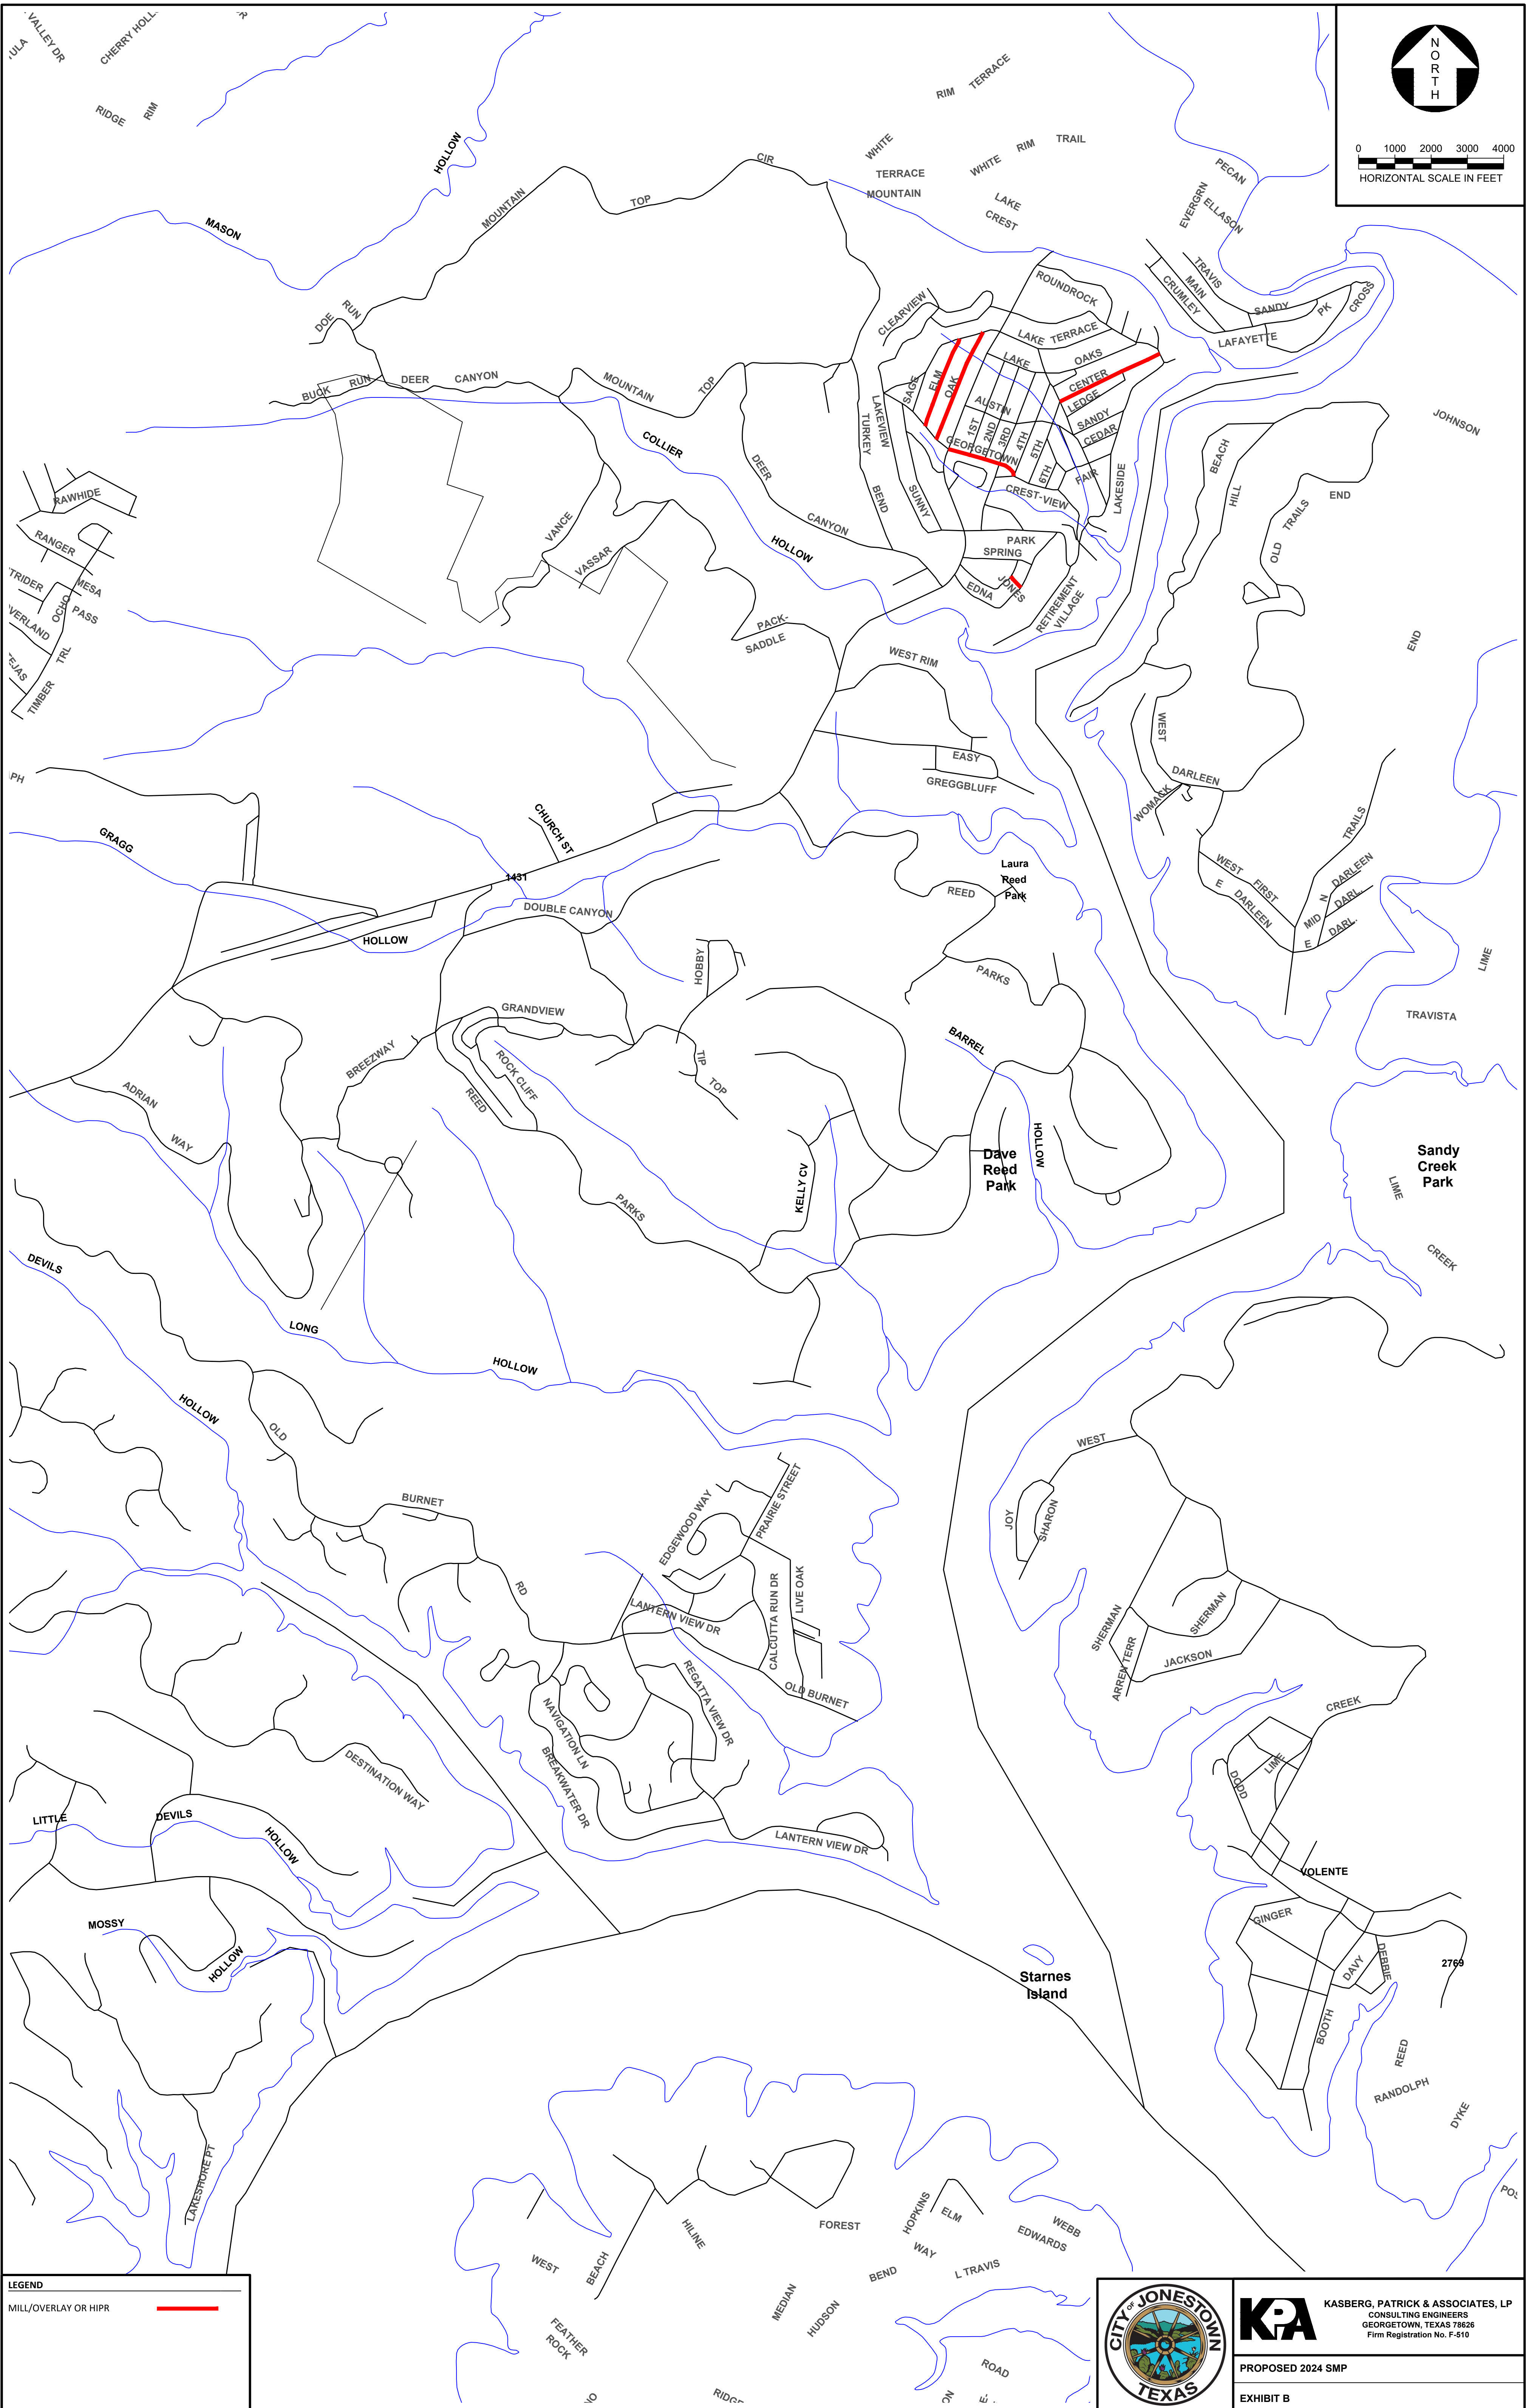 VALLEY DR
CHERRY HOLL
RIDGE
RIM
NORTH
0 1000 2000 3000 4000
HORIZONTAL SCALE IN FEET
RIM TERRACE
WHITE
TERRACE
MOUNTAIN
WHITE RIM TRAIL
LAKE
CREST
PECAN
EVERGRN
ELLASON
HOLLOW
MASON
MOUNTAIN
TOP
CIR
DOE RUN
BUCK RUN
DEER CANYON
MOUNTAIN
TOP
COLLIER
DEER
CANYON
HOLLOW
VANCE
VASSAR
PACK-
SADDLE
CLEARVIEW
ROUNDROCK
LAKE TERRACE
LAKE
OAKS
CENTER
LEDGE
SANDY
CEDAR
SAGE
ELM
OAK
AUSTIN
1ST
2ND
3RD
4TH
5TH
6TH
GEORGETOWN
FAIR
LAKESIDE
CREST-VIEW
LAKEVIEW
TURKEY
BEND
SUNNY
PARK
SPRING
JONES
EDNA
RETIREMENT
VILLAGE
TRAVIS
MAIN
CRUMLEY
SANDY
PK
CROSS
LAFAYETTE
JOHNSON
BEACH
HILL
OLD
TRAILS
END
END
RAWHIDE
RANGER
MESA
TRIDER
OCHO
PASS
VERLAND
TRL
TIMBER
WEST RIM
EASY
GREGGBLUFF
WEST
DARLEEN
WOMACK
TRAILS
WEST
FIRST
E
DARLEEN
N
DARLEEN
MID
DARL.
E
DARL.
GRAGG
CHURCH ST
1431
HOLLOW
DOUBLE CANYON
Laura
Reed
Park
REED
PARKS
HOBBY
GRANDVIEW
BREEZWAY
ROCK CLIFF
REED
TIP
TOP
BARREL
HOLLOW
LIME
TRAVISTA
ADRIAN
WAY
KELLY CV
Dave
Reed
Park
Sandy
Creek
Park
LIME
CREEK
PARKS
DEVILS
LONG
HOLLOW
HOLLOW
OLD
BURNET
RD
WEST
JOY
SHARON
EDGEWOOD WAY
PRAIRIE STREET
LIVE OAK
CALCUTTA RUN DR
LANTERN VIEW DR
OLD BURNET
REGATTA VIEW DR
NAVIGATION LN
BREAKWATER DR
LANTERN VIEW DR
SHERMAN
SHERMAN
ARREN TERR
JACKSON
CREEK
LIME
DODD
VOLENTE
GINGER
DAVY
DEBBIE
BOOTH
2769
REED
RANDOLPH
DYKE
DESTINATION WAY
LITTLE
DEVILS
HOLLOW
MOSSY
HOLLOW
Starnes
Island
LAKESHORE PT
WEST
BEACH
HILINE
FOREST
HOPKINS
ELM
WAY
WEBB
EDWARDS
BEND
L TRAVIS
MEDIAN
HUDSON
FEATHER
ROCK
ROAD
LEGEND
MILL/OVERLAY OR HIPR
CITY OF JONESTOWN
TEXAS
KPA
KASBERG, PATRICK & ASSOCIATES, LP
CONSULTING ENGINEERS
GEORGETOWN, TEXAS 78626
Firm Registration No. F-510
PROPOSED 2024 SMP
EXHIBIT B